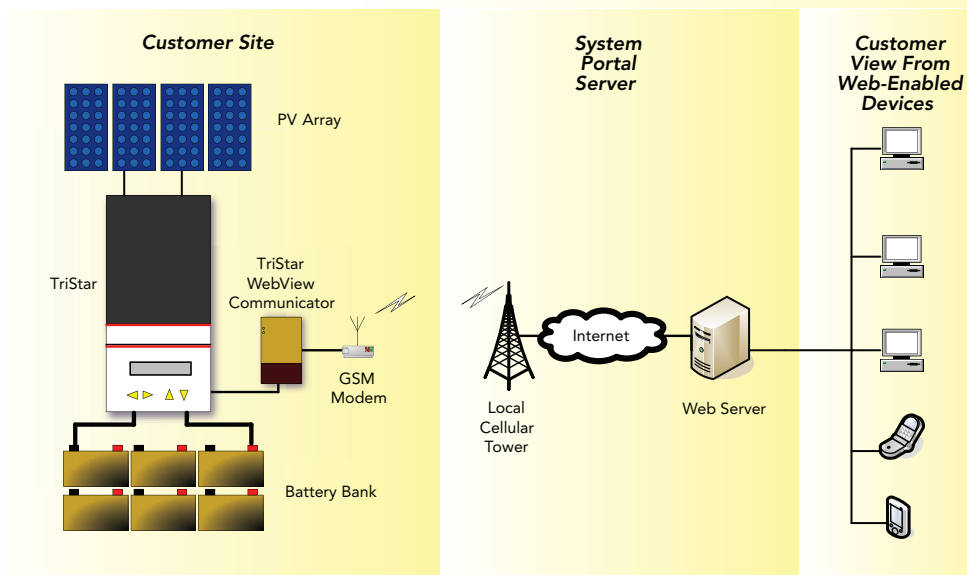 Customer Site
PV Array
TriStar
TriStar
WebView
Communicator
GSM
Modem
Battery Bank
System
Portal
Server
Internet
Local
Cellular
Tower
Web Server
Customer
View From
Web-Enabled
Devices